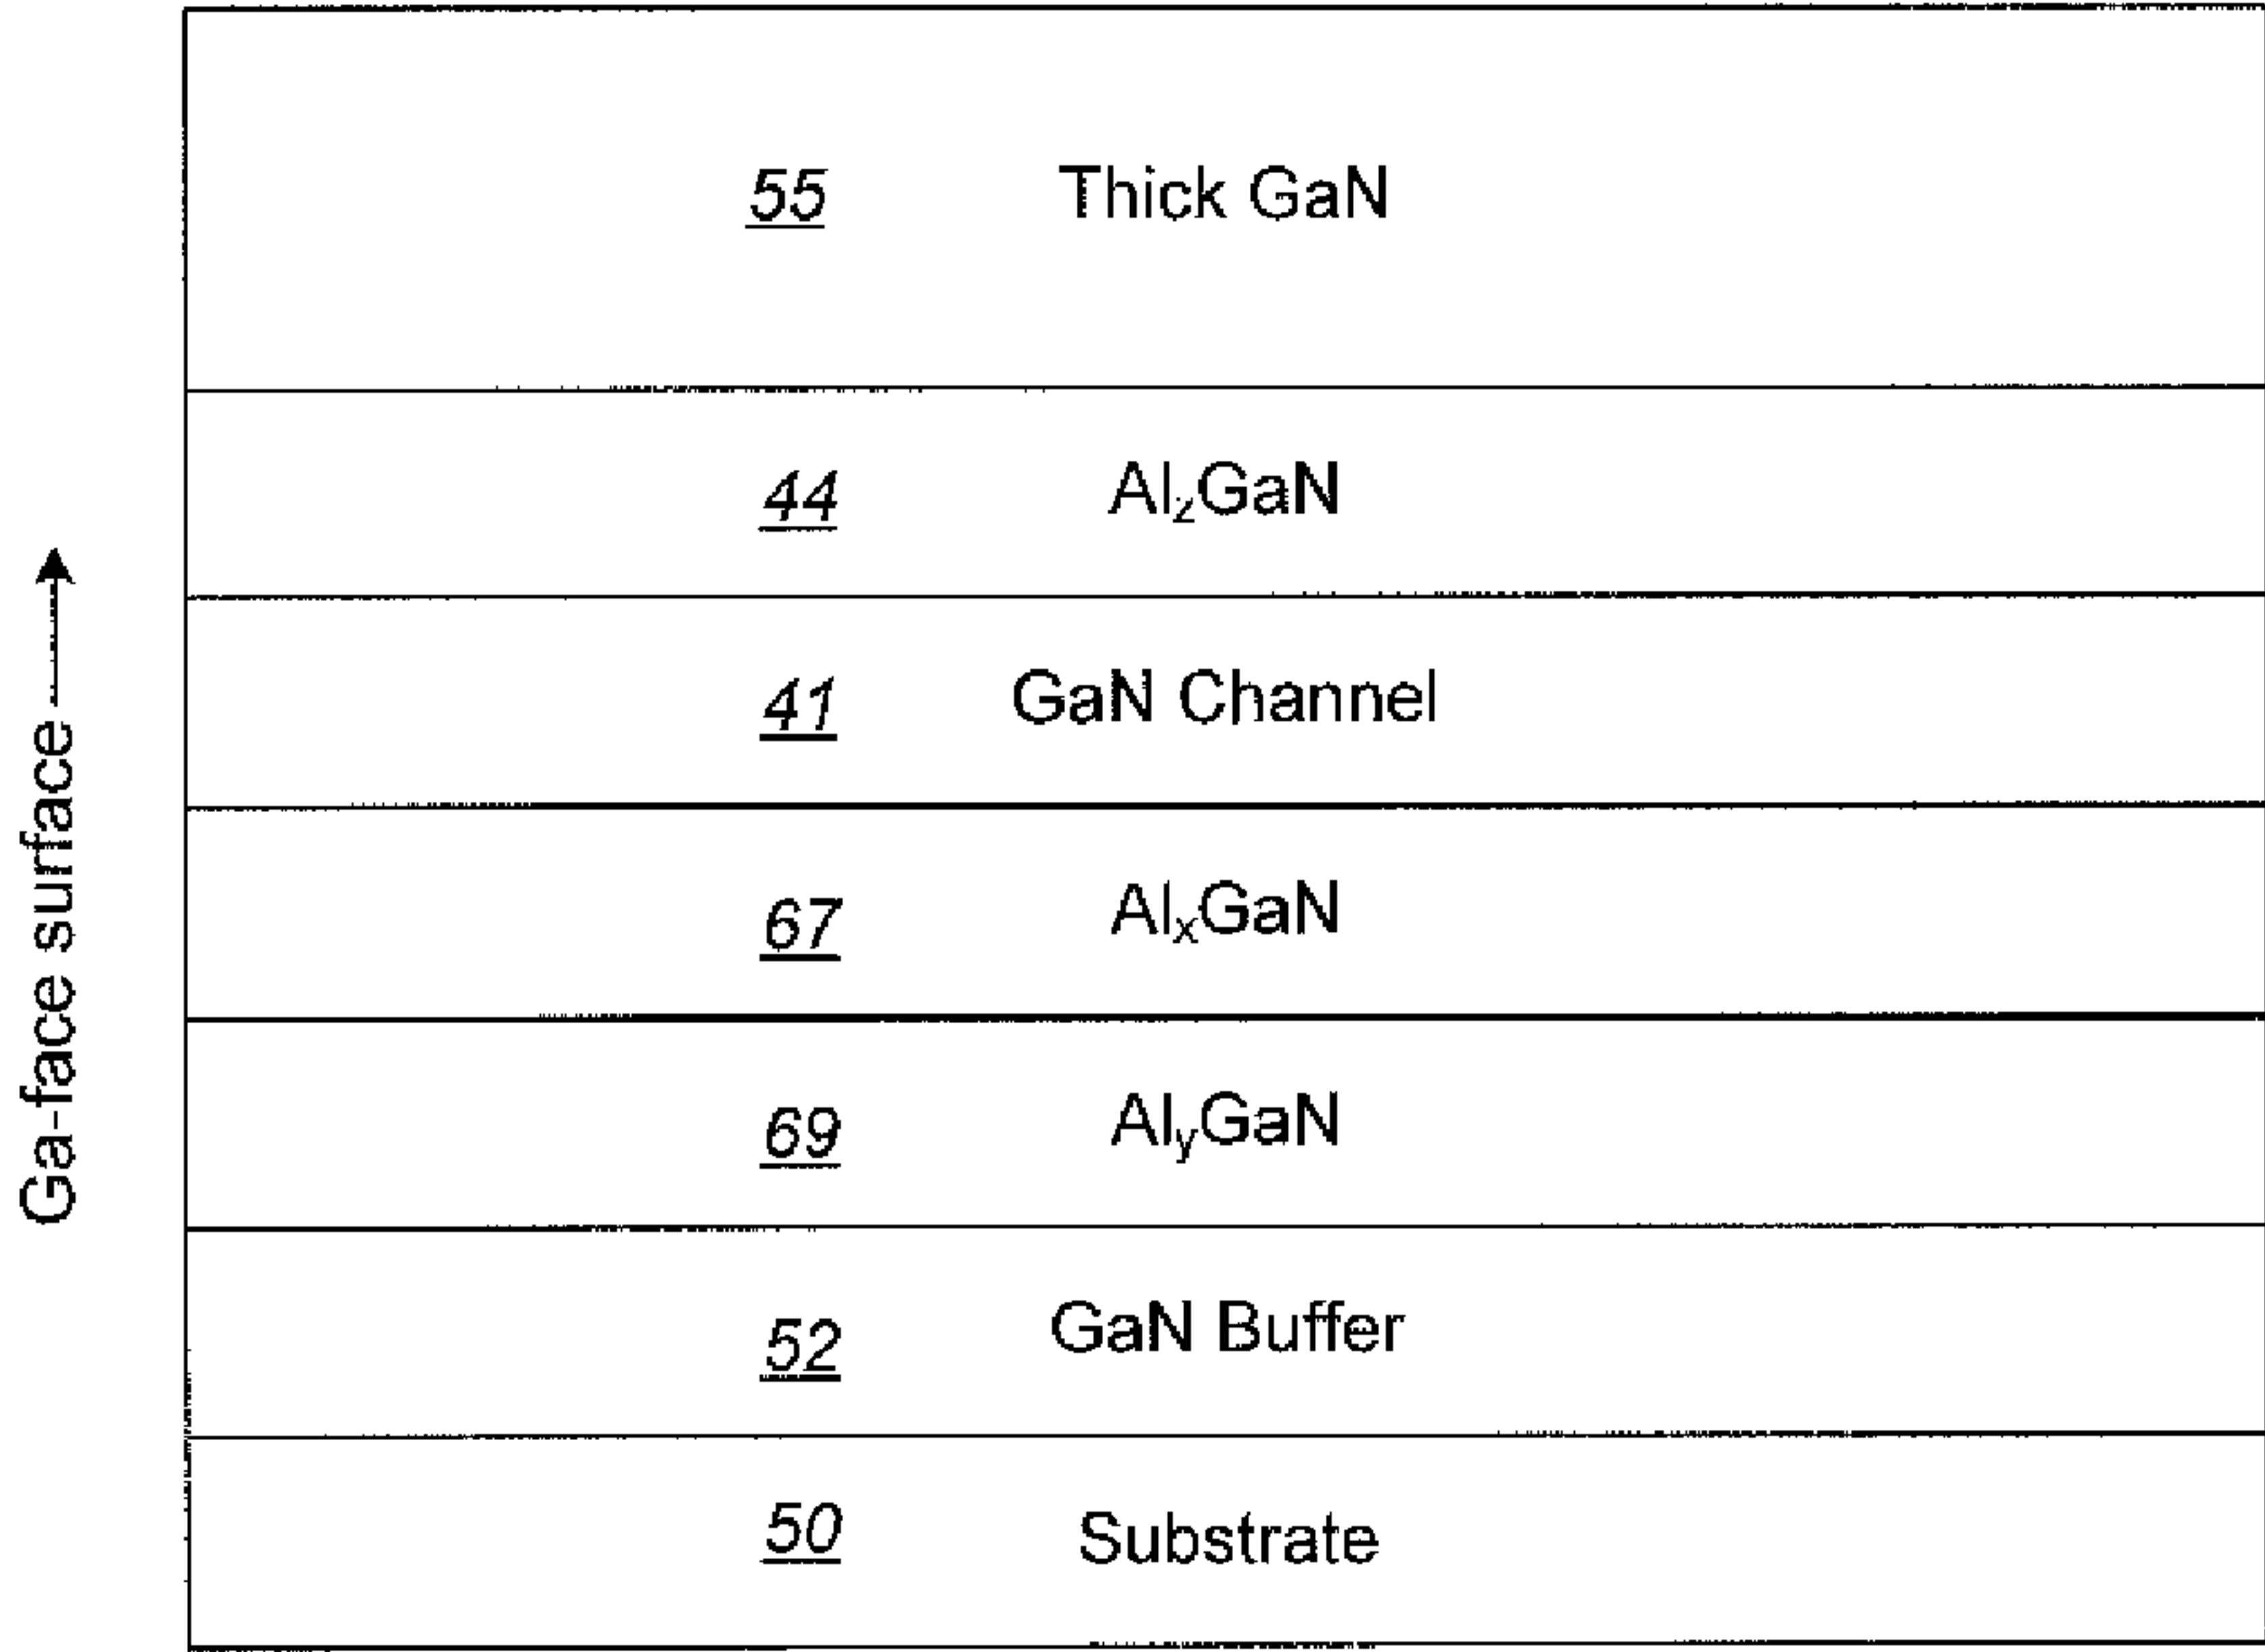 55 Thick GaN
44 AlzGaN
41 GaN Channel
67 AlxGaN
69 AlyGaN
52 GaN Buffer
50 Substrate
Ga-face surface